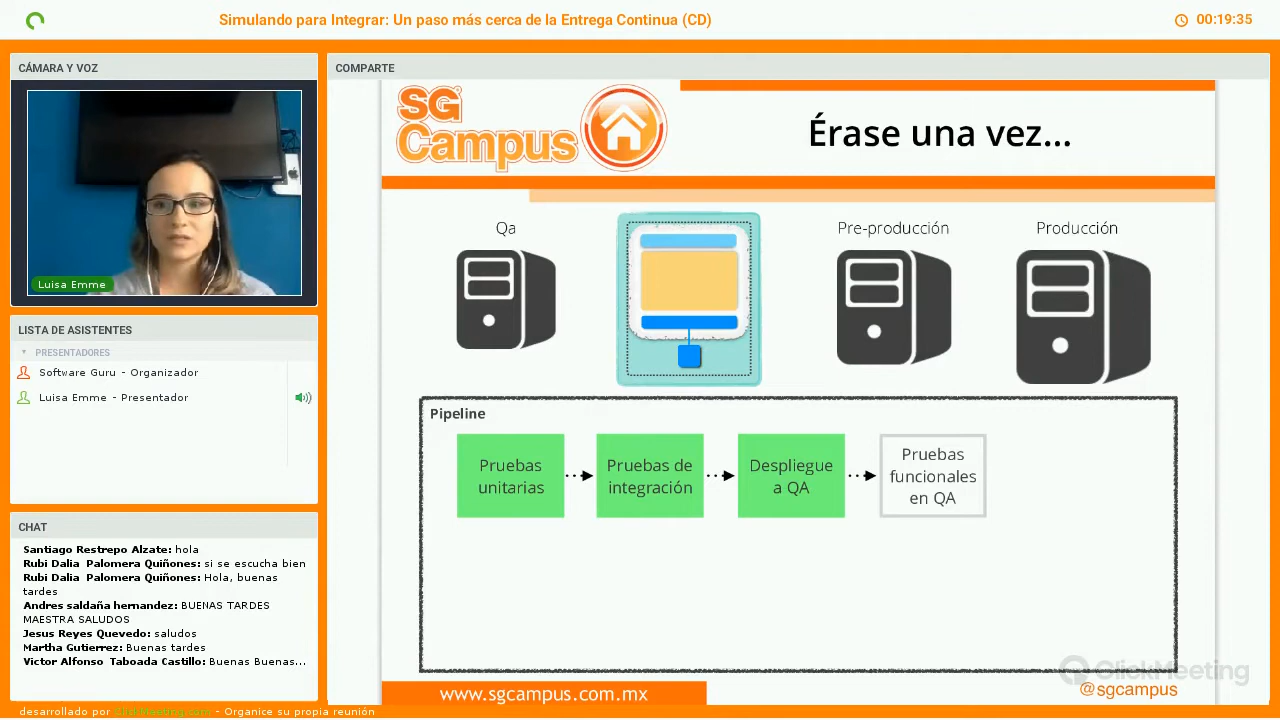 Simulando para Integrar: Un paso más cerca de la Entrega Continua (CD)
00:19:35
CÁMARA Y VOZ
Luisa Emme
LISTA DE ASISTENTES
PRESENTADORES
Software Guru - Organizador
Luisa Emme - Presentador
CHAT
Santiago Restrepo Alzate: hola
Rubi Dalia Palomera Quiñones: si se escucha bien
Rubi Dalia Palomera Quiñones: Hola, buenas
tardes
Andres saldaña hernandez: BUENAS TARDES
MAESTRA SALUDOS
Jesus Reyes Quevedo: saludos
Martha Gutierrez: Buenas tardes
Victor Alfonso Taboada Castillo: Buenas Buenas...
COMPARTE
SG
Campus
Érase una vez...
Qa
Pre-producción
Producción
Pipeline
Pruebas
unitarias
Pruebas de
integración
Despliegue
a QA
Pruebas
funcionales
en QA
ClickMeeting
www.sgcampus.com.mx
@sgcampus
desarrollado por ClickMeeting.com - Organice su propia reunión